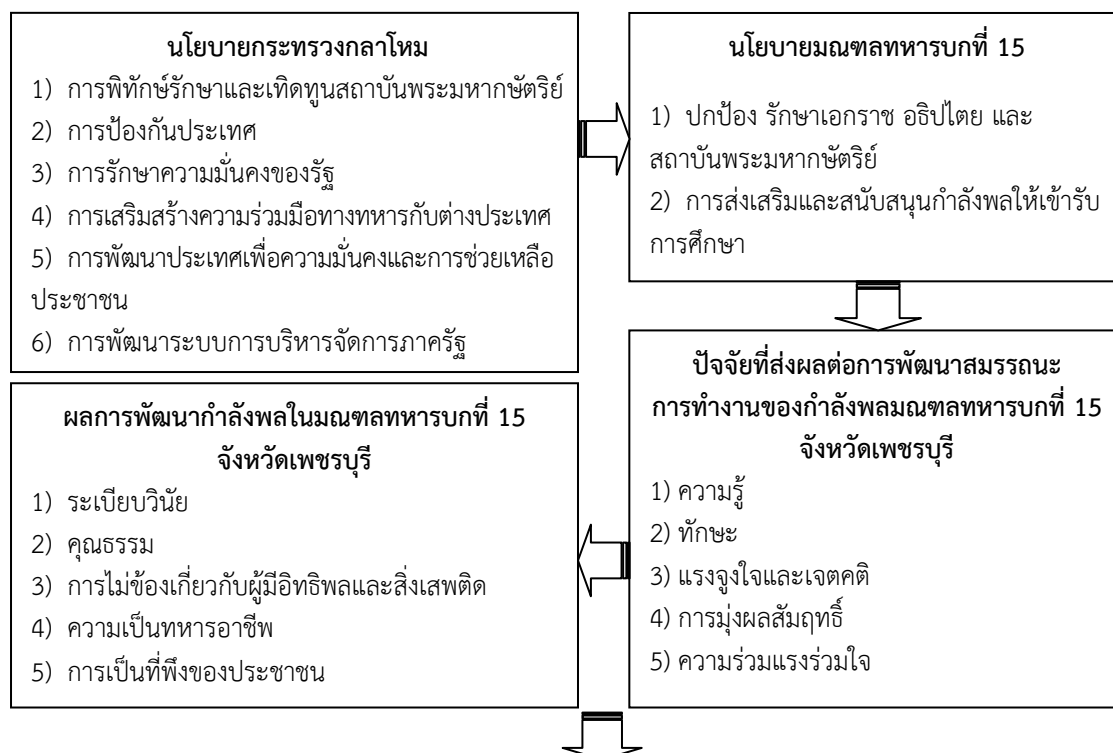 นโยบายกระทรวงกลาโหม
1) การพิทักษ์รักษาและเทิดทูนสถาบันพระมหากษัตริย์
2) การป้องกันประเทศ
3) การรักษาความมั่นคงของรัฐ
4) การเสริมสร้างความร่วมมือทางทหารกับต่างประเทศ
5) การพัฒนาประเทศเพื่อความมั่นคงและการช่วยเหลือ
ประชาชน
6) การพัฒนาระบบการบริหารจัดการภาครัฐ
นโยบายมณฑลทหารบกที่ 15
1) ปกป้อง รักษาเอกราช อธิปไตย และ
สถาบันพระมหากษัตริย์
2) การส่งเสริมและสนับสนุนกำลังพลให้เข้ารับ
การศึกษา
ปัจจัยที่ส่งผลต่อการพัฒนาสมรรถนะ
การทำงานของกำลังพลมณฑลทหารบกที่ 15
จังหวัดเพชรบุรี
1) ความรู้
2) ทักษะ
3) แรงจูงใจและเจตคติ
4) การมุ่งผลสัมฤทธิ์
5) ความร่วมแรงร่วมใจ
ผลการพัฒนากำลังพลในมณฑลทหารบกที่ 15
จังหวัดเพชรบุรี
1) ระเบียบวินัย
2) คุณธรรม
3) การไม่ข้องเกี่ยวกับผู้มีอิทธิพลและสิ่งเสพติด
4) ความเป็นทหารอาชีพ
5) การเป็นที่พึงของประชาชน